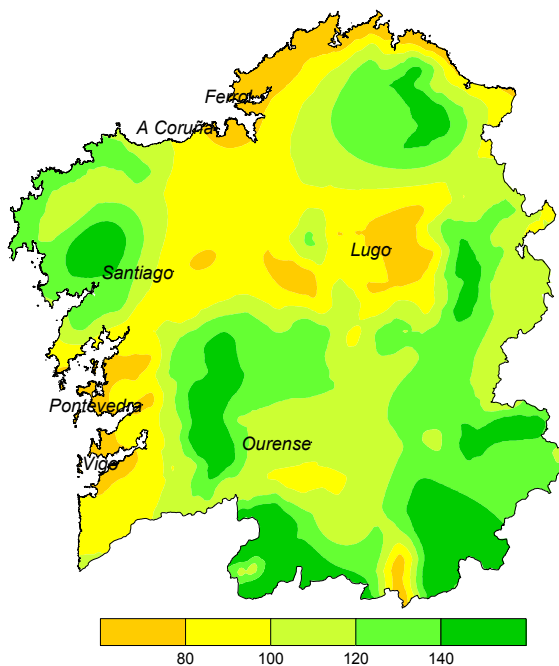 Ferrol
A Coruña
Lugo
Santiago
Pontevedra
Ourense
Vigo
80 100 120 140